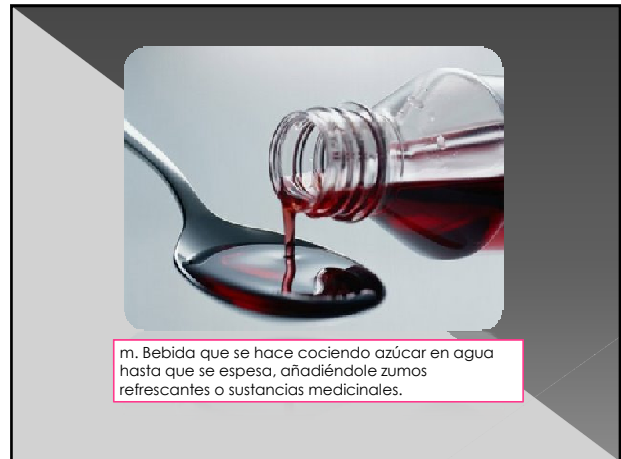 m. Bebida que se hace cociendo azúcar en agua
hasta que se espesa, añadiéndole zumos
refrescantes o sustancias medicinales.